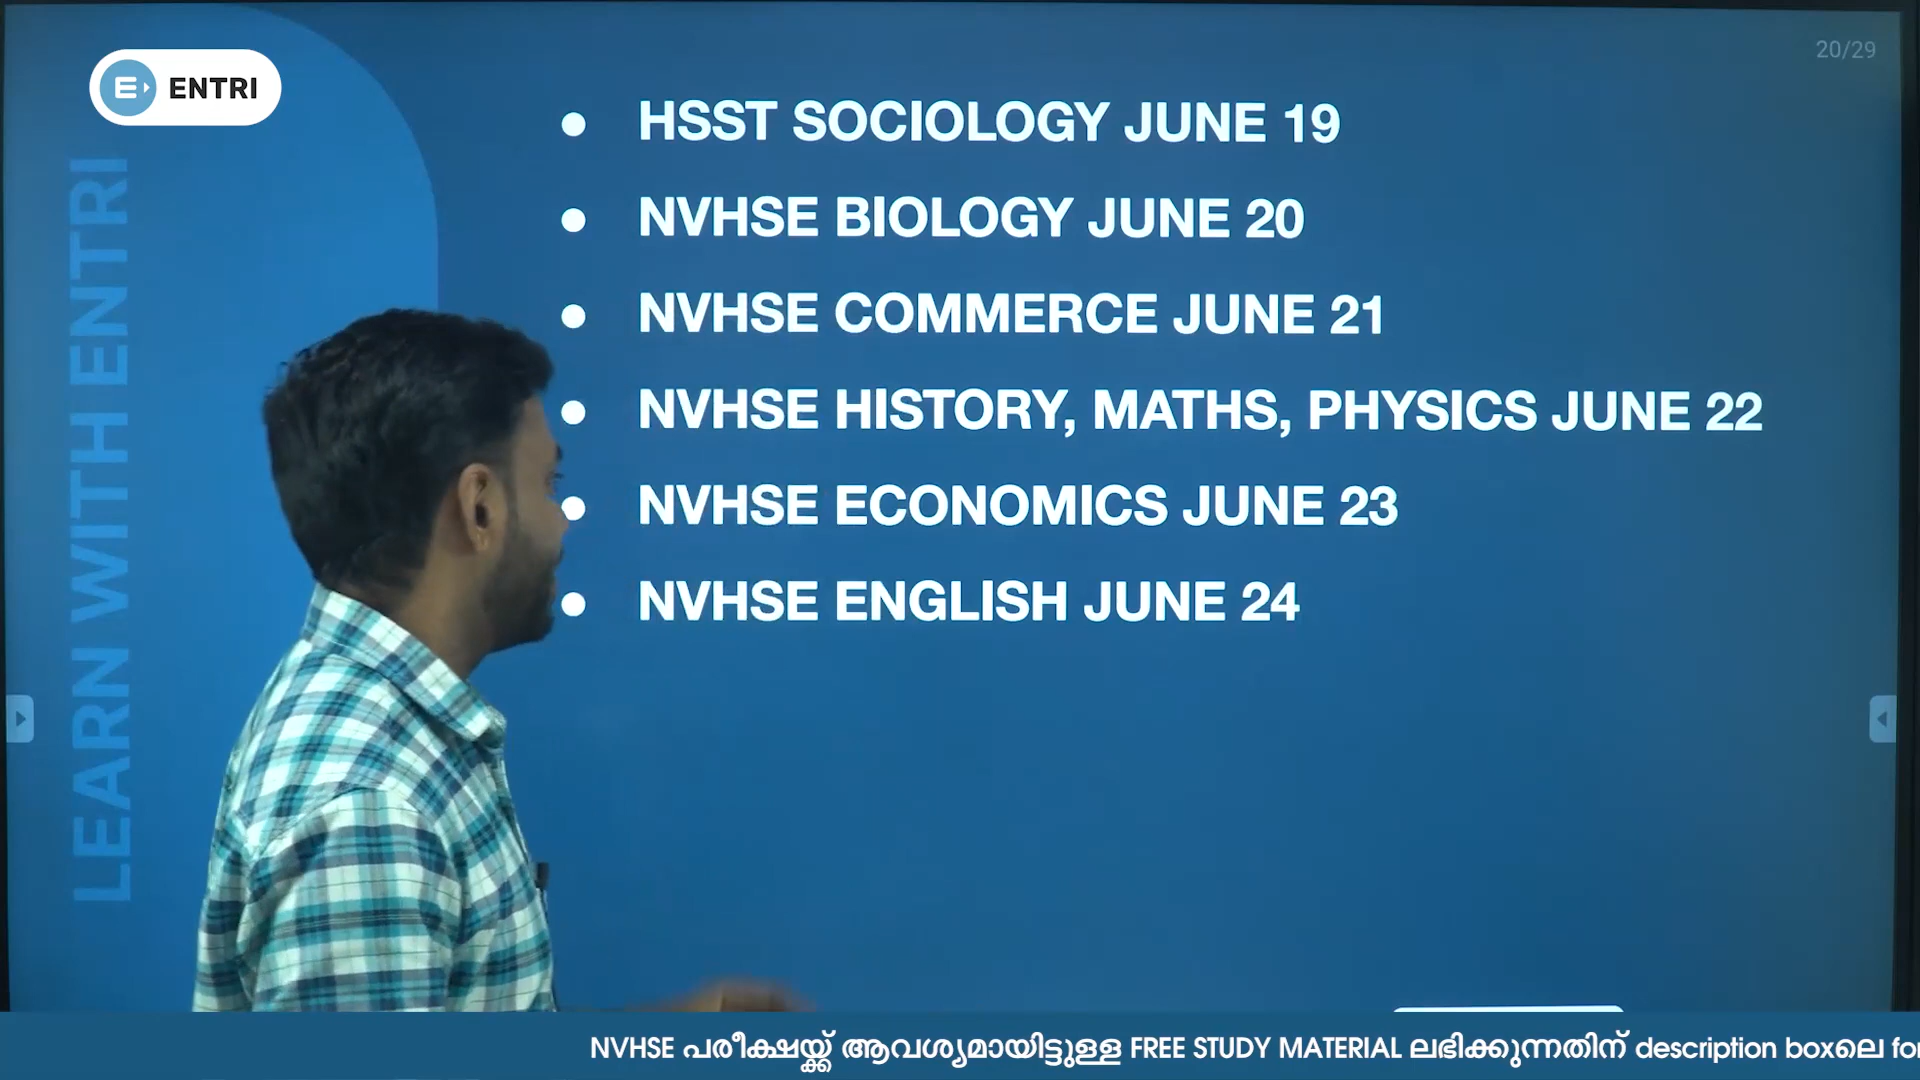 ENTRI
20/29
LEARN WITH ENTRI
HSST SOCIOLOGY JUNE 19
NVHSE BIOLOGY JUNE 20
NVHSE COMMERCE JUNE 21
NVHSE HISTORY, MATHS, PHYSICS JUNE 22
NVHSE ECONOMICS JUNE 23
NVHSE ENGLISH JUNE 24
NVHSE പരീക്ഷയ്ക്ക് ആവശ്യമായിട്ടുള്ള FREE STUDY MATERIAL ലഭിക്കുന്നതിന് description boxലെ